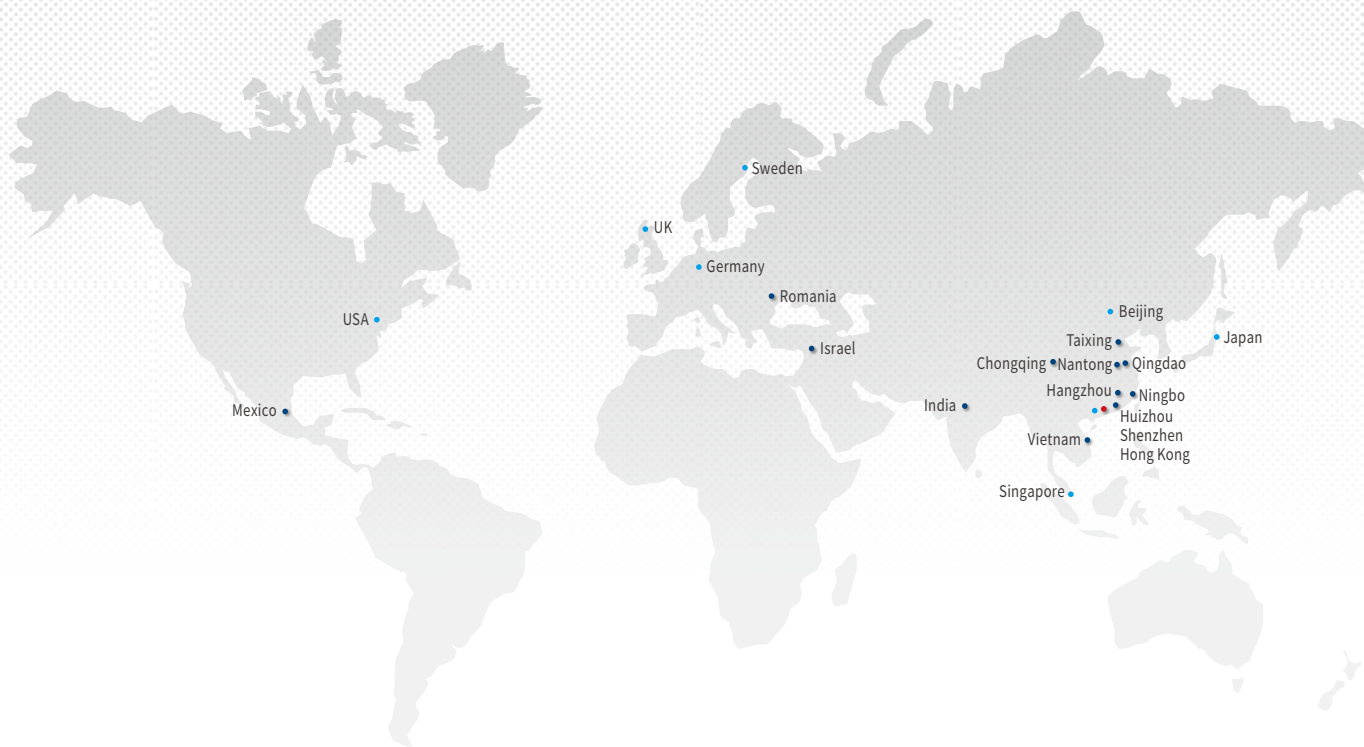 Sweden
UK
Germany
Romania
USA
Beijing
Japan
Taixing
Israel
Chongqing
Nantong
Qingdao
Hangzhou
Ningbo
India
Mexico
Huizhou
Shenzhen
Hong Kong
Vietnam
Singapore